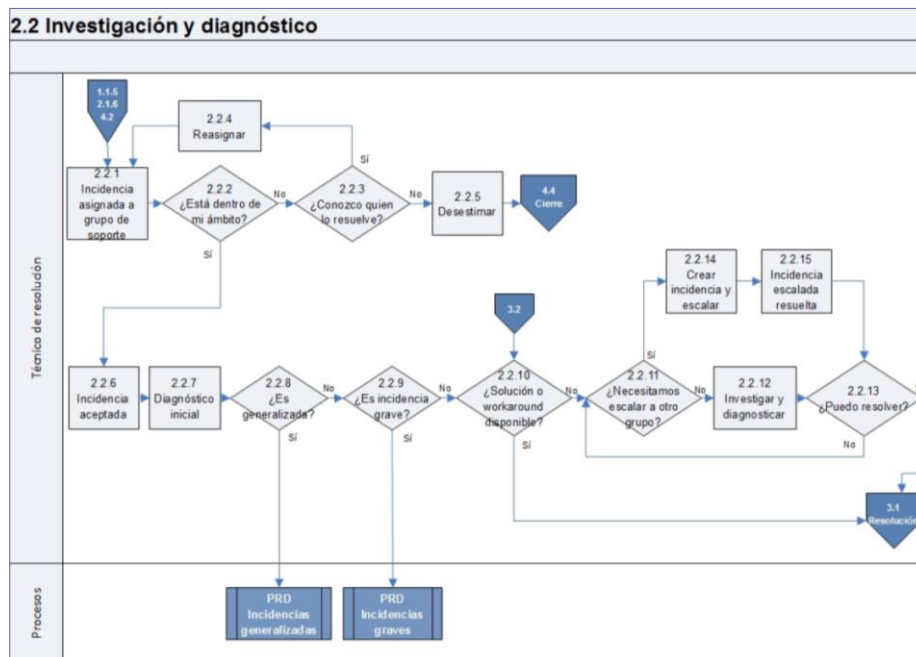 2.2 Investigación y diagnóstico
1.1.5
2.1.6
4.2
2.2.4
Reasignar
Sí
2.2.1
Incidencia
asignada a
grupo de
soporte
2.2.2
¿Está dentro de
mi ámbito?
No
2.2.3
¿Conozco quien
lo resuelve?
No
2.2.5
Desestimar
4.4
Cierre
Sí
Técnico de resolución
2.2.14
Crear
incidencia y
escalar
2.2.15
Incidencia
escalada
resuelta
3.2
Sí
2.2.6
Incidencia
aceptada
2.2.7
Diagnóstico
inicial
2.2.8
¿Es
generalizada?
No
2.2.9
¿Es incidencia
grave?
No
2.2.10
¿Solución o
workaround
disponible?
No
2.2.11
¿Necesitamos
escalar a otro
grupo?
No
2.2.12
Investigar y
diagnosticar
2.2.13
¿Puedo resolver?
Sí
Sí
Sí
No
3.1
Resolución
Procesos
PRD
Incidencias
generalizadas
PRD
Incidencias
graves